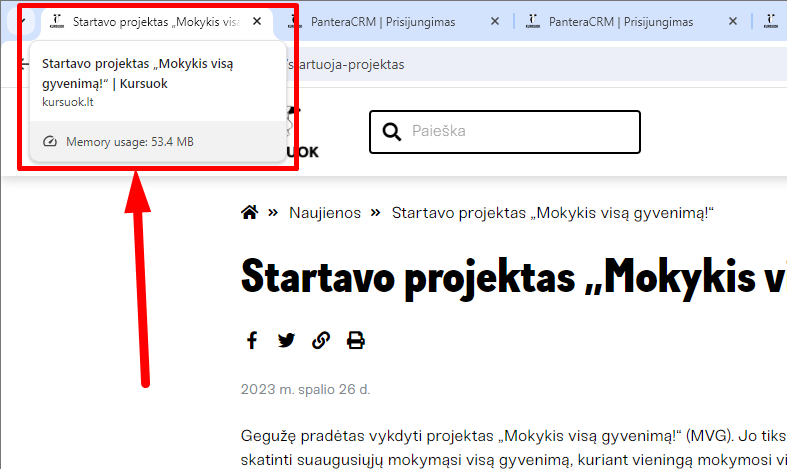 Startavo projektas „Mokykis visą
PanteraCRM | Prisijungimas
PanteraCRM | Prisijungimas
Startavo projektas „Mokykis visą
gyvenimą!“ | Kursuok
kursuok.lt
Memory usage: 53.4 MB
startuoja-projektas
UOK
Paieška
Naujienos » Startavo projektas „Mokykis visą gyvenimą!“
Startavo projektas „Mokykis vi
2023 m. spalio 26 d.
Gegužę pradėtas vykdyti projektas „Mokykis visą gyvenimą!“ (MVG). Jo tiks
skatinti suaugusiųjų mokymąsi visą gyvenimą, kuriant vieningą mokymosi vi